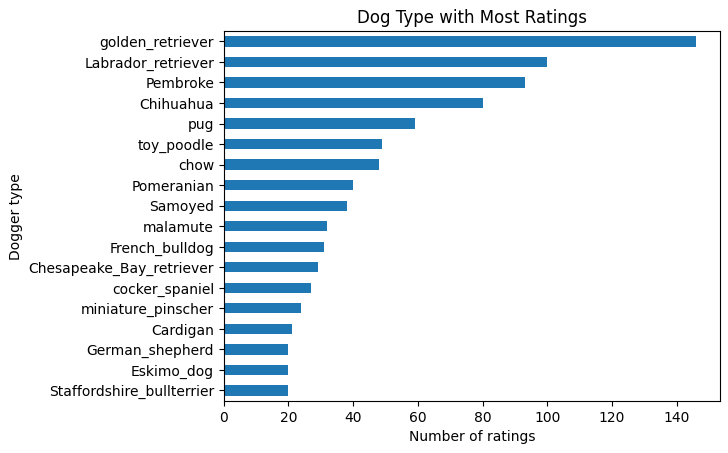 Dog Type with Most Ratings
golden_retriever
Labrador_retriever
Pembroke
Chihuahua
pug
toy_poodle
chow
Pomeranian
Samoyed
malamute
French_bulldog
Chesapeake_Bay_retriever
cocker_spaniel
miniature_pinscher
Cardigan
German_shepherd
Eskimo_dog
Staffordshire_bullterrier
Dogger type
0 20 40 60 80 100 120 140
Number of ratings